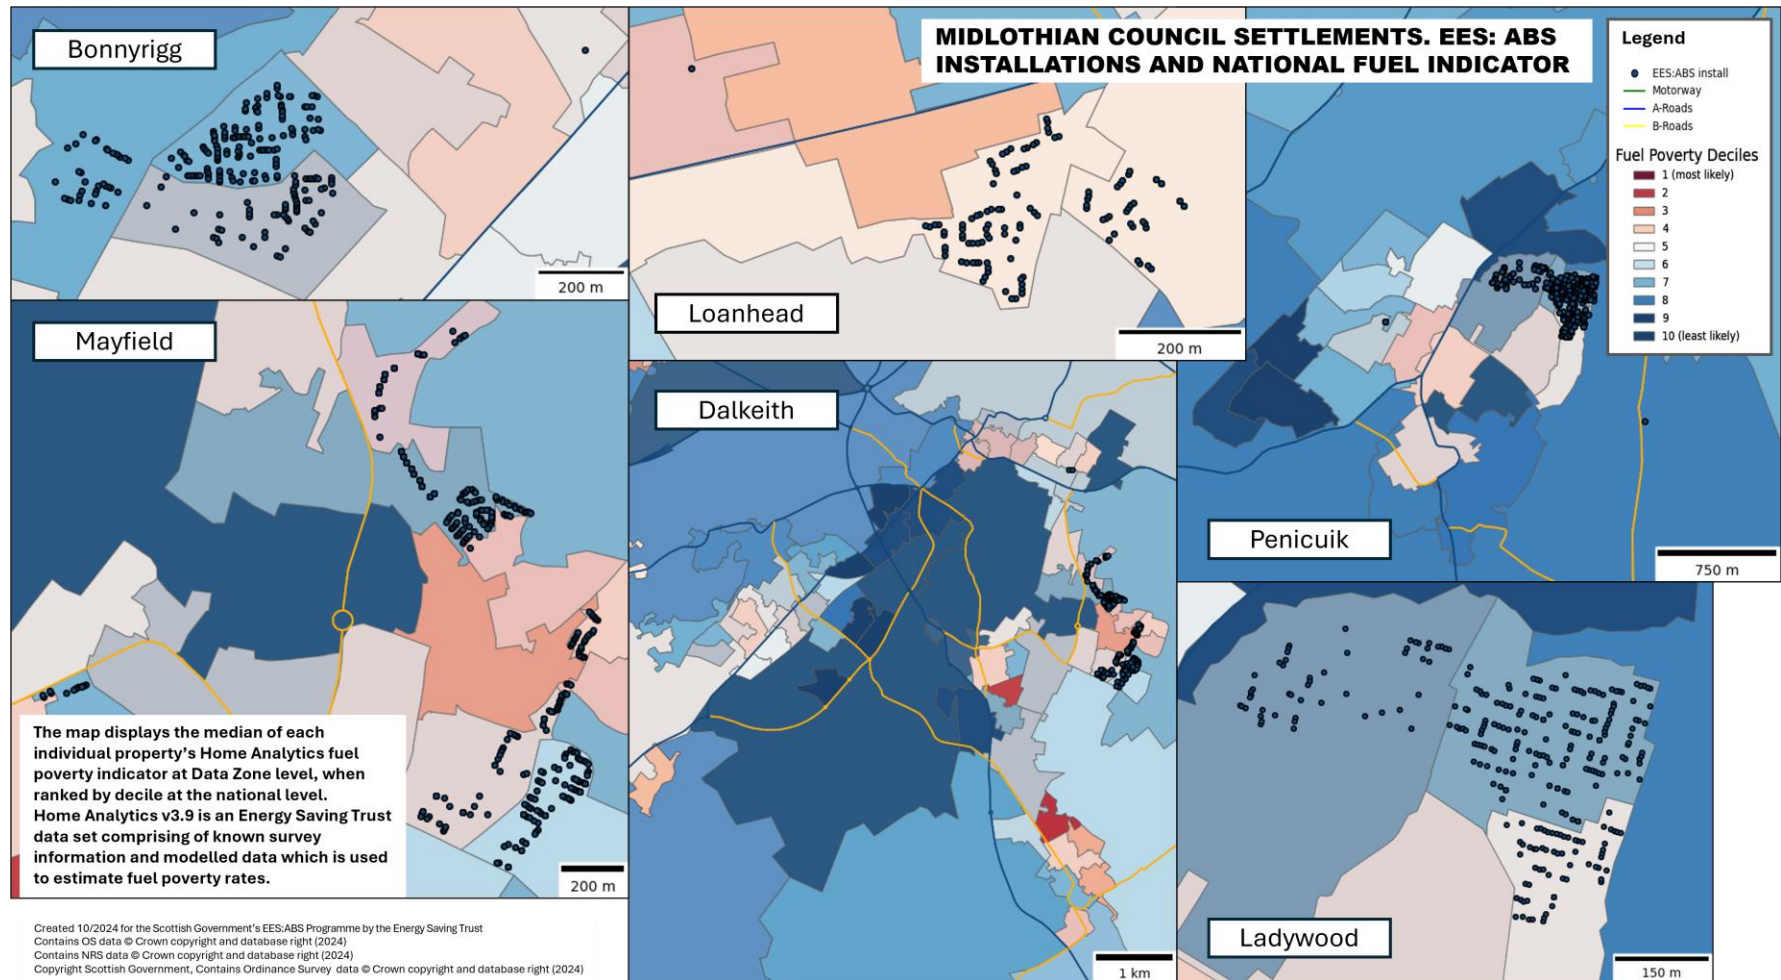 MIDLOTHIAN COUNCIL SETTLEMENTS. EES: ABS
INSTALLATIONS AND NATIONAL FUEL INDICATOR
Bonnyrigg
200 m
Loanhead
200 m
Legend
EES:ABS install
Motorway
A-Roads
B-Roads
Fuel Poverty Deciles
1 (most likely)
2
3
4
5
6
7
8
9
10 (least likely)
Penicuik
750 m
Mayfield
200 m
Dalkeith
1 km
Ladywood
150 m
The map displays the median of each
individual property's Home Analytics fuel
poverty indicator at Data Zone level, when
ranked by decile at the national level.
Home Analytics v3.9 is an Energy Saving Trust
data set comprising of known survey
information and modelled data which is used
to estimate fuel poverty rates.
Created 10/2024 for the Scottish Government's EES:ABS Programme by the Energy Saving Trust
Contains OS data © Crown copyright and database right (2024)
Contains NRS data © Crown copyright and database right (2024)
Copyright Scottish Government, Contains Ordinance Survey data © Crown copyright and database right (2024)